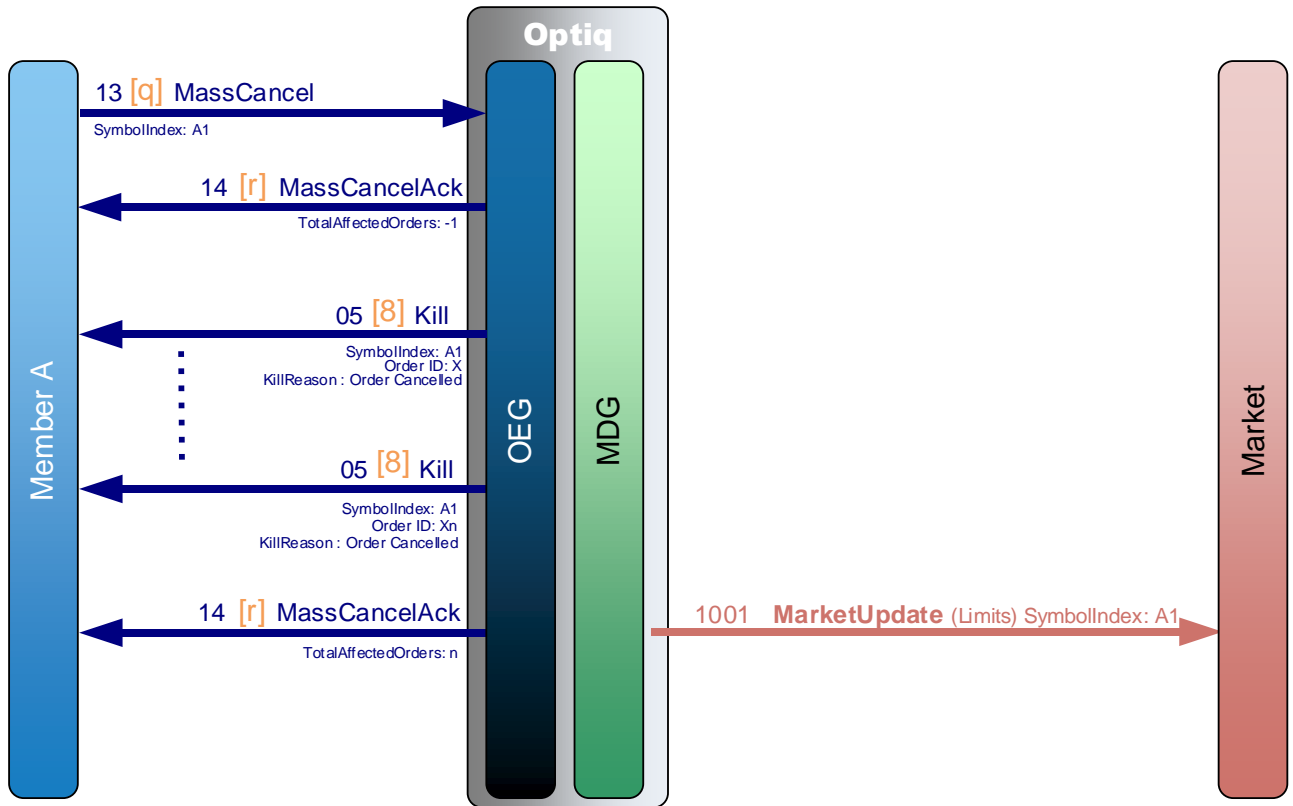 Optiq
13 [q] MassCancel
SymbolIndex: A1
14 [r] MassCancelAck
TotalAffectedOrders: -1
05 [8] Kill
SymbolIndex: A1
Order ID: X
KillReason : Order Cancelled
05 [8] Kill
SymbolIndex: A1
Order ID: Xn
KillReason : Order Cancelled
14 [r] MassCancelAck
TotalAffectedOrders: n
1001 MarketUpdate (Limits) SymbolIndex: A1
Member A
OEG
MDG
Market